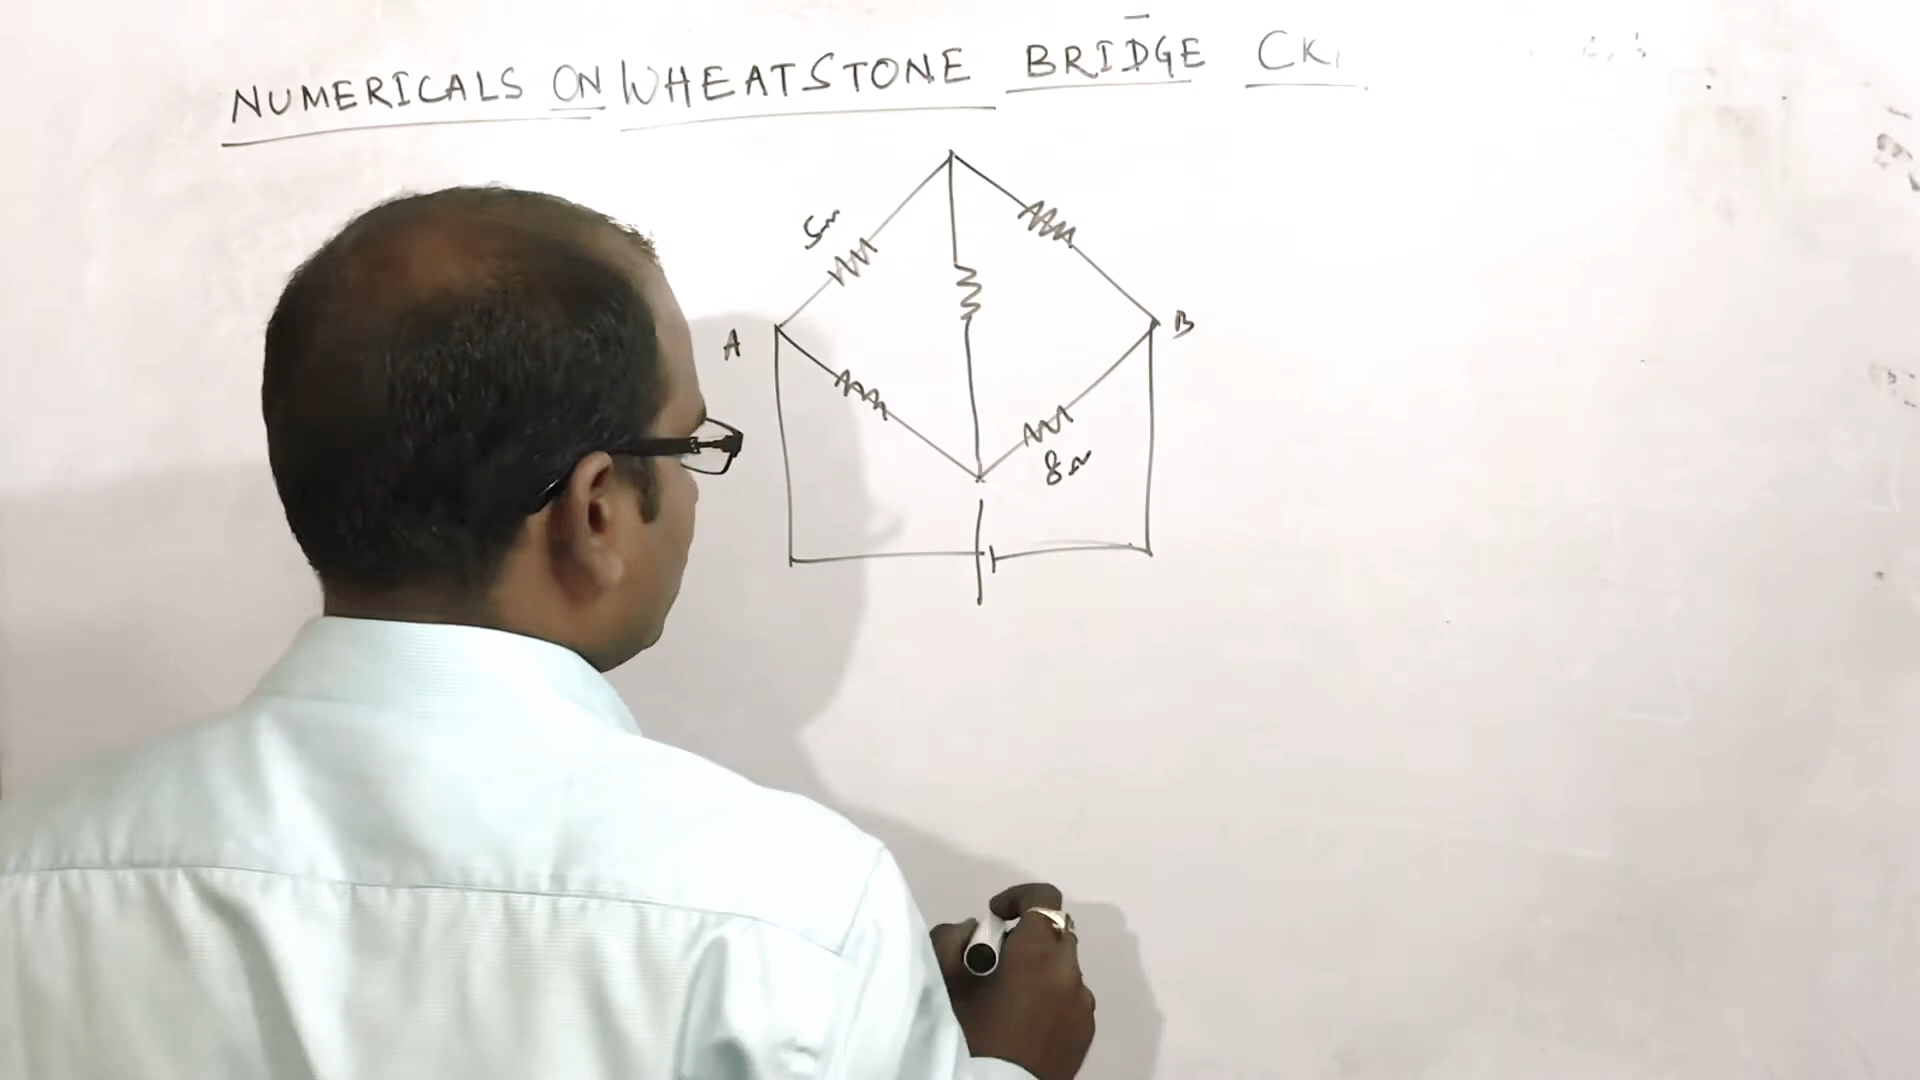 NUMERICALS ON WHEATSTONE BRIDGE CK
5Ω
A
B
8Ω